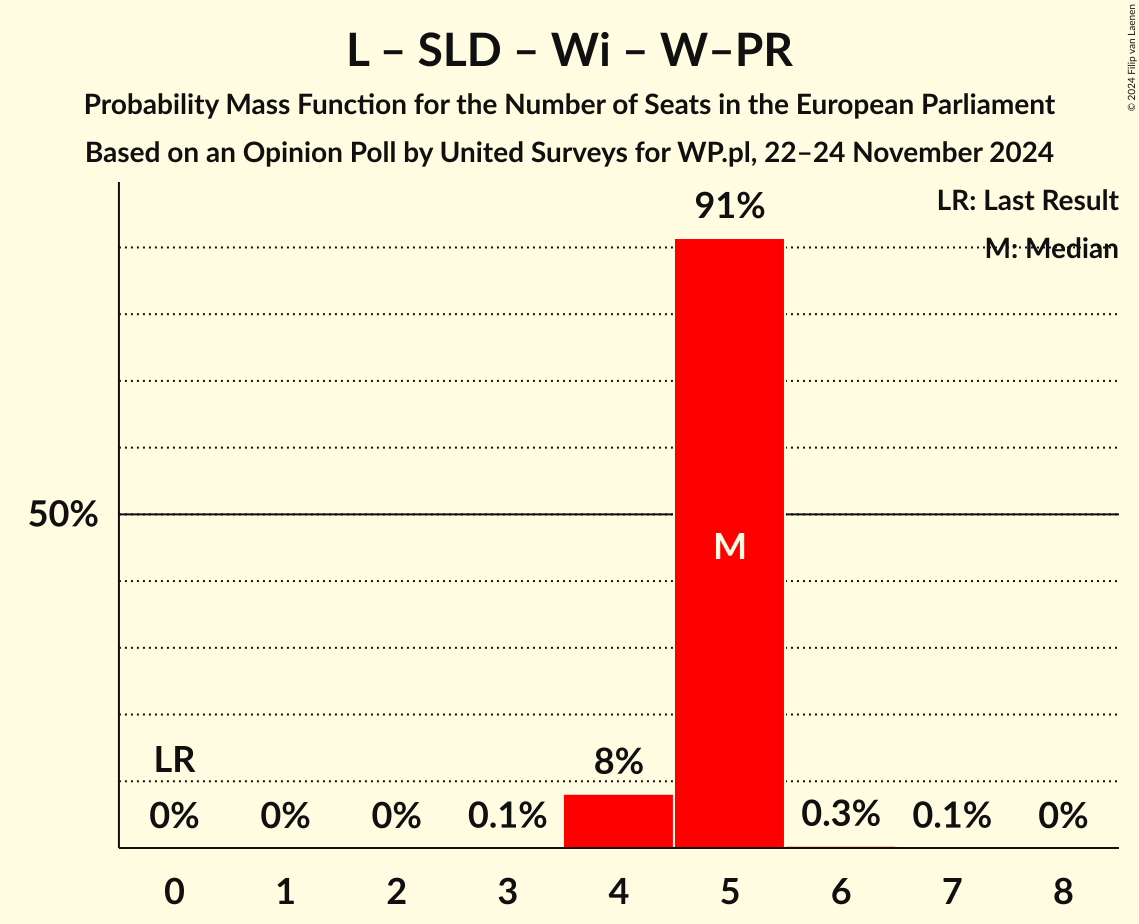 L – SLD – Wi – W–PR
Probability Mass Function for the Number of Seats in the European Parliament
Based on an Opinion Poll by United Surveys for WP.pl, 22–24 November 2024
© 2024 Filip van Laenen
LR: Last Result
M: Median
91%
50%
M
LR
8%
0% 0% 0% 0.1% 0.3% 0.1% 0%
0 1 2 3 4 5 6 7 8